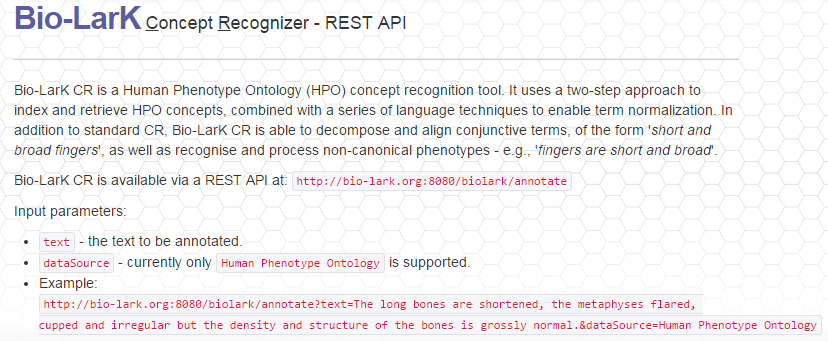 Bio-LarK Concept Recognizer - REST API
Bio-LarK CR is a Human Phenotype Ontology (HPO) concept recognition tool. It uses a two-step approach to
index and retrieve HPO concepts, combined with a series of language techniques to enable term normalization. In
addition to standard CR, Bio-LarK CR is able to decompose and align conjunctive terms, of the form 'short and
broad fingers', as well as recognise and process non-canonical phenotypes - e.g., 'fingers are short and broad'.
Bio-LarK CR is available via a REST API at: http://bio-lark.org:8080/biolark/annotate
Input parameters:
• text - the text to be annotated.
• dataSource - currently only Human Phenotype Ontology is supported.
• Example:
http://bio-lark.org:8080/biolark/annotate?text=The long bones are shortened, the metaphyses flared,
cupped and irregular but the density and structure of the bones is grossly normal.&dataSource=Human Phenotype Ontology